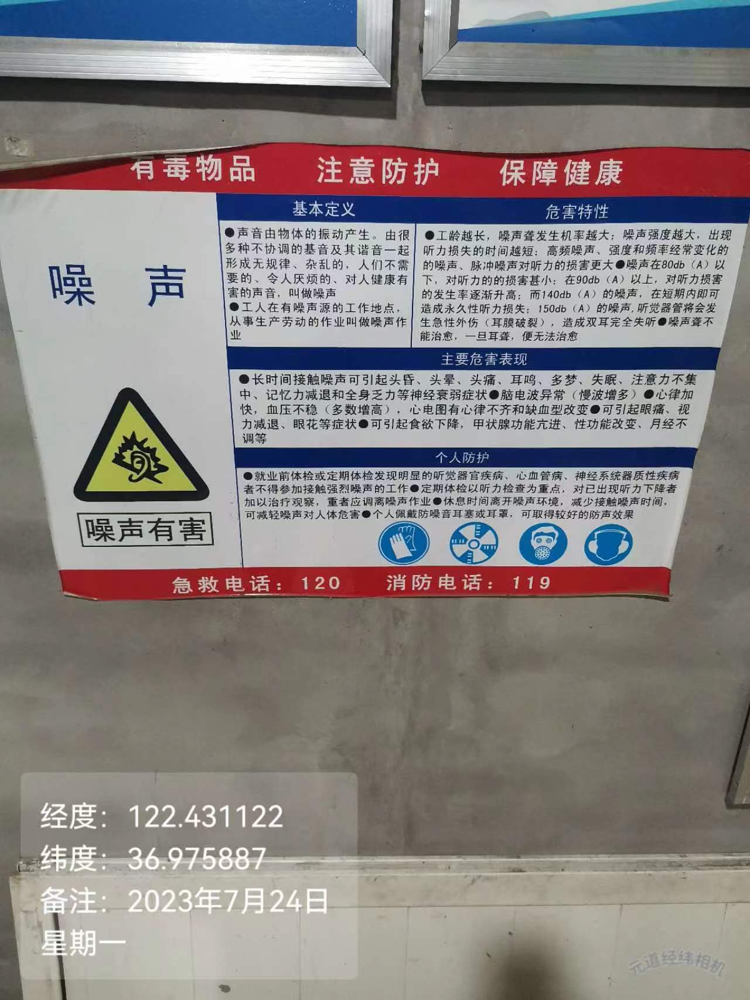 有毒物品 注意防护 保障健康
噪 声
噪声有害
基本定义
●声音由物体的振动产生。由很
多种不协调的基音及其谐音一起
形成无规律、杂乱的，人们不需
要的、令人厌烦的、对人健康有
害的声音，叫做噪声
●工人在有噪声源的工作地点，
从事生产劳动的作业叫做噪声作
业
危害特性
●工龄越长，噪声聋发生机率越大；噪声强度越大，出现
听力损失的时间越短；高频噪声、强度和频率经常变化的
的噪声、脉冲噪声对听力的损害更大●噪声在80db（A）以
下，对听力的的损害甚小；在90db（A）以上，对听力损害
的发生率逐渐升高；而140db（A）的噪声，在短期内即可
造成永久性听力损失；150db（A）的噪声,听觉器管将会发
生急性外伤（耳膜破裂），造成双耳完全失听●噪声聋不
能治愈，一旦耳聋，便无法治愈
主要危害表现
●长时间接触噪声可引起头昏、头晕、头痛、耳鸣、多梦、失眠、注意力不集
中、记忆力减退和全身乏力等神经衰弱症状●脑电波异常（慢波增多）●心律加
快，血压不稳（多数增高），心电图有心律不齐和缺血型改变●可引起眼痛、视
力减退、眼花等症状●可引起食欲下降，甲状腺功能亢进、性功能改变、月经不
调等
个人防护
●就业前体检或定期体检发现明显的听觉器官疾病、心血管病、神经系统器质性疾病
者不得参加接触强烈噪声的工作●定期体检以听力检查为重点，对已出现听力下降者
加以治疗观察，重者应调离噪声作业●休息时间离开噪声环境，减少接触噪声时间，
可减轻噪声对人体危害●个人佩戴防噪音耳塞或耳罩，可取得较好的防声效果
急救电话：120 消防电话：119
经度：122.431122
纬度：36.975887
备注：2023年7月24日
星期一
元道经纬相机